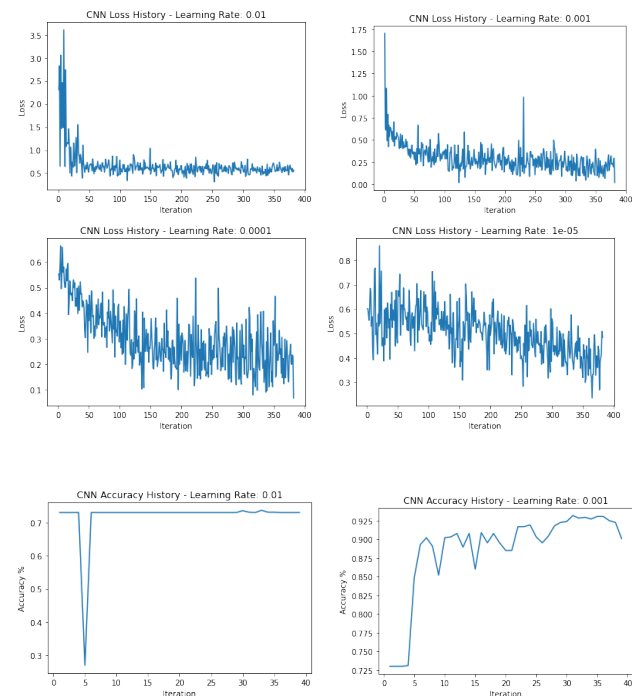 CNN Loss History - Learning Rate: 0.01
Loss
3.5
3.0
2.5
2.0
1.5
1.0
0.5
0 50 100 150 200 250 300 350 400
Iteration
CNN Loss History - Learning Rate: 0.001
Loss
1.75
1.50
1.25
1.00
0.75
0.50
0.25
0.00
0 50 100 150 200 250 300 350 400
Iteration
CNN Loss History - Learning Rate: 0.0001
Loss
0.6
0.5
0.4
0.3
0.2
0.1
0 50 100 150 200 250 300 350 400
Iteration
CNN Loss History - Learning Rate: 1e-05
Loss
0.8
0.7
0.6
0.5
0.4
0.3
0 50 100 150 200 250 300 350 400
Iteration
CNN Accuracy History - Learning Rate: 0.01
Accuracy %
0.7
0.6
0.5
0.4
0.3
0 5 10 15 20 25 30 35 40
Iteration
CNN Accuracy History - Learning Rate: 0.001
Accuracy %
0.925
0.900
0.875
0.850
0.825
0.800
0.775
0.750
0.725
0 5 10 15 20 25 30 35 40
Iteration